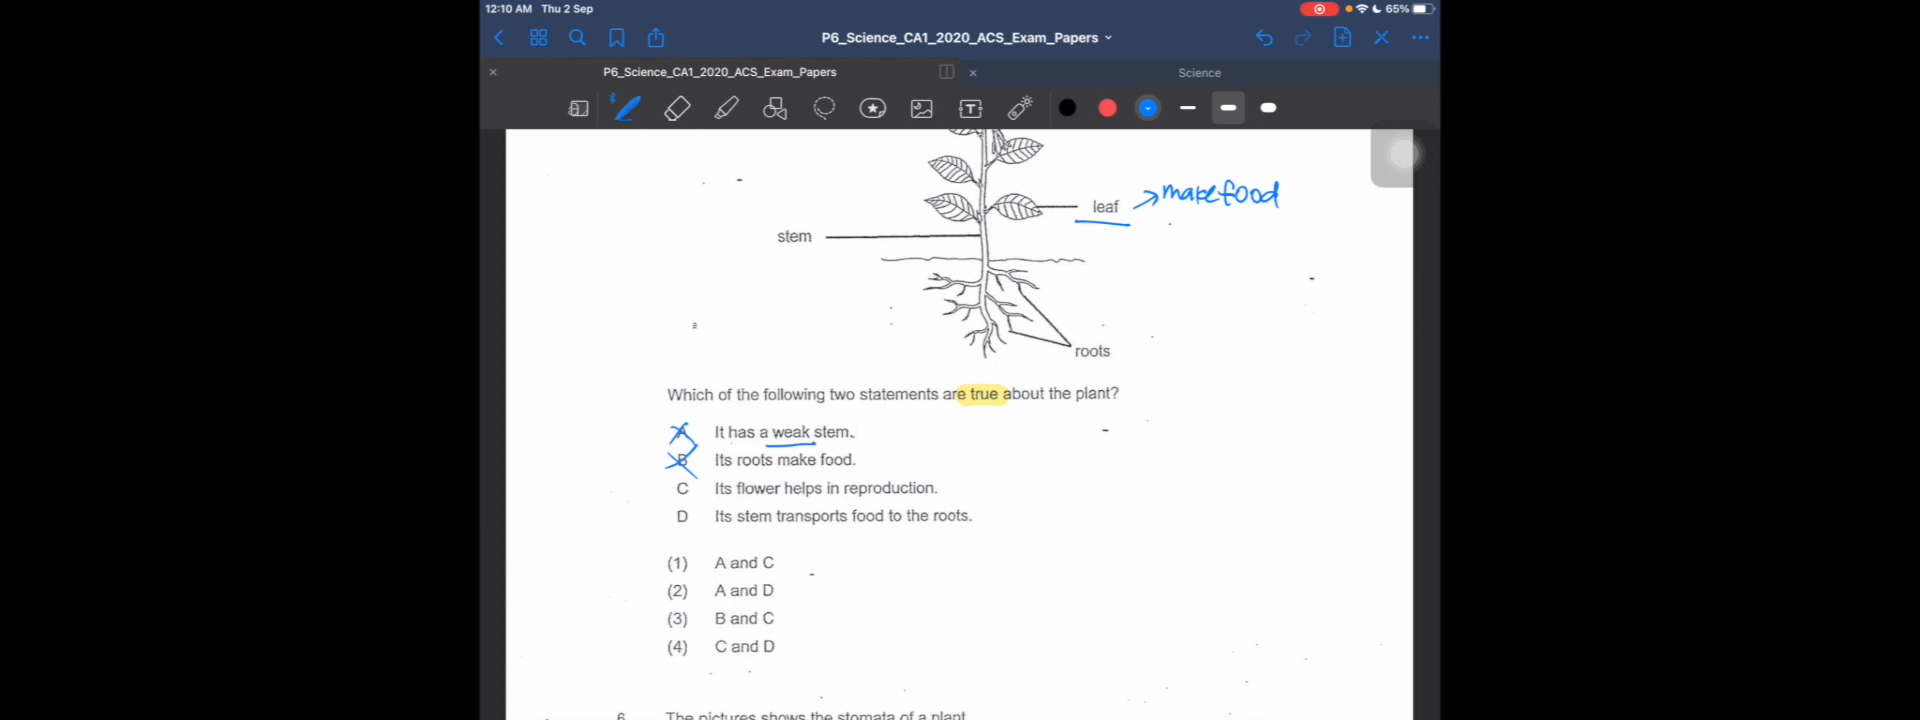 12:10 AM Thu 2 Sep
65%
P6_Science_CA1_2020_ACS_Exam_Papers
P6_Science_CA1_2020_ACS_Exam_Papers
Science
leaf
make food
stem
roots
Which of the following two statements are true about the plant?
A It has a weak stem.
B Its roots make food.
C Its flower helps in reproduction.
D Its stem transports food to the roots.
(1) A and C
(2) A and D
(3) B and C
(4) C and D
6 The pictures shows the stomata of a plant